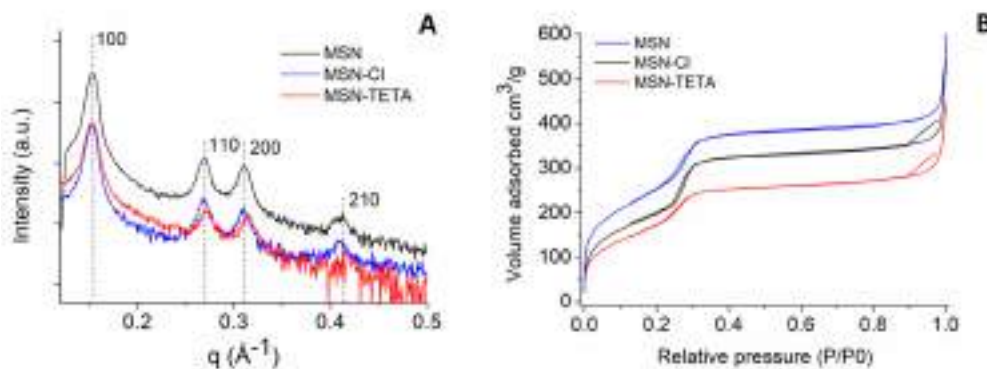 A
100
MSN
MSN-Cl
MSN-TETA
110
200
210
Intensity (a.u.)
0.2
0.3
0.4
0.5
q (Å⁻¹)
B
600
500
400
300
200
100
0
MSN
MSN-Cl
MSN-TETA
Volume adsorbed cm³/g
0.0
0.2
0.4
0.6
0.8
1.0
Relative pressure (P/P0)